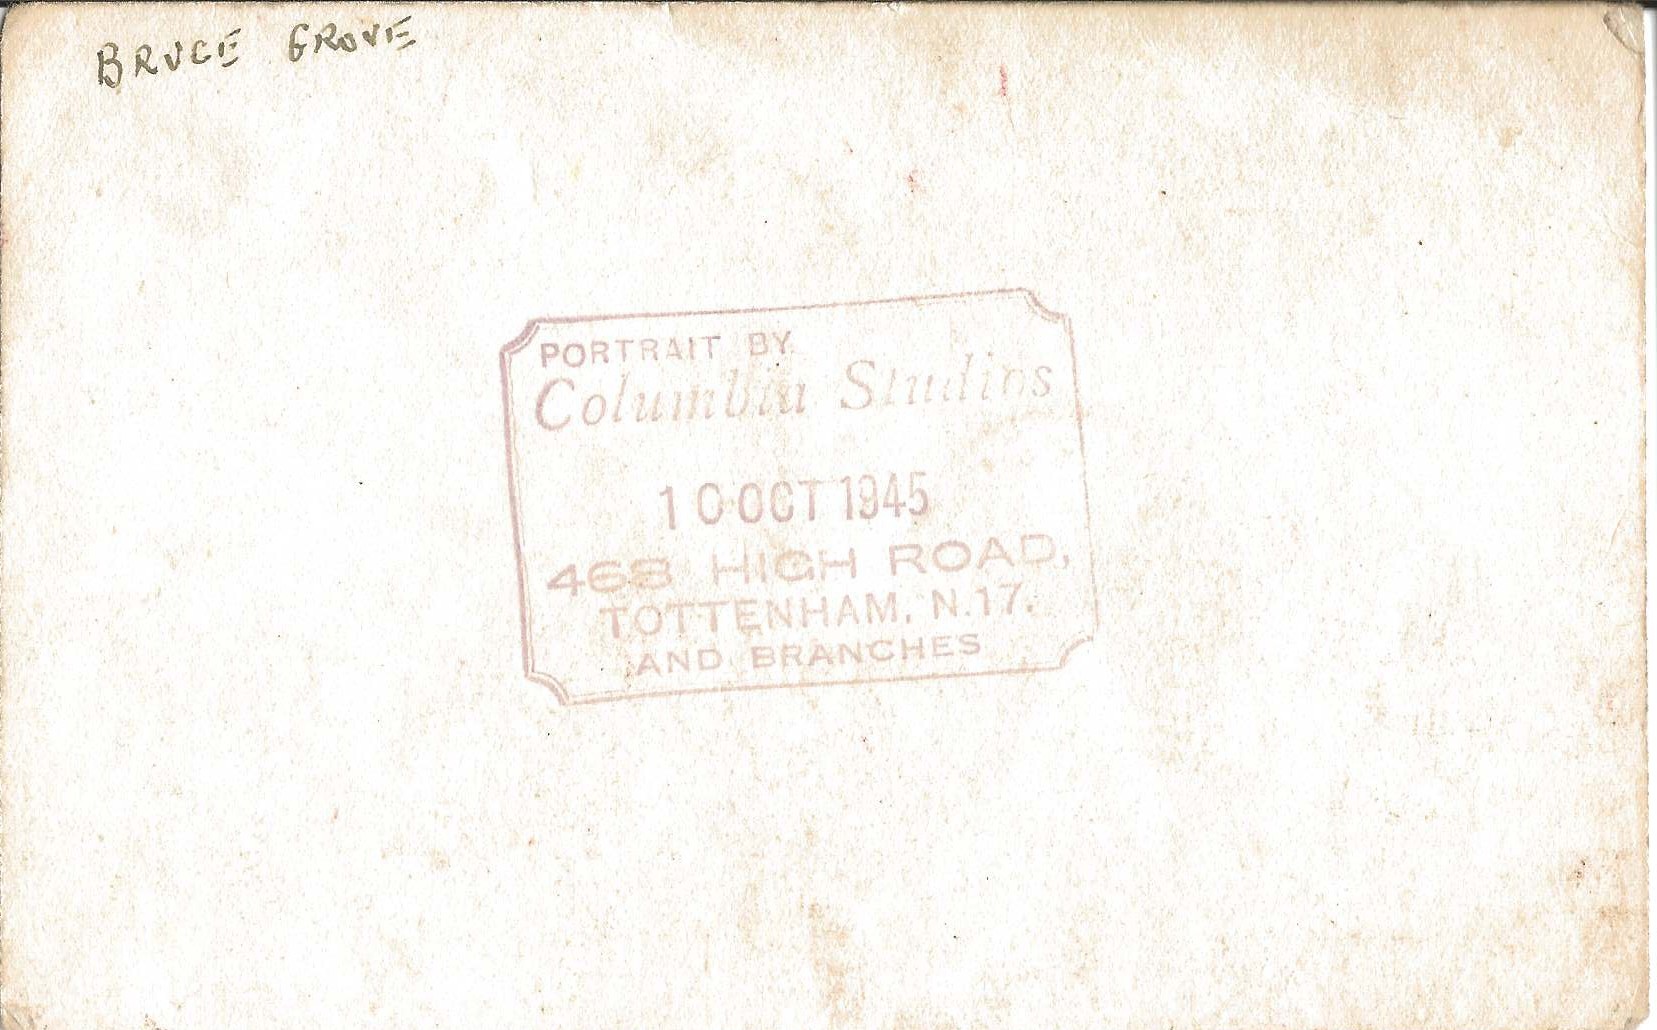 BRUCE GROVE
PORTRAIT BY
Columbia Studios
10 OCT 1945
468 HIGH ROAD,
TOTTENHAM, N.17.
AND BRANCHES